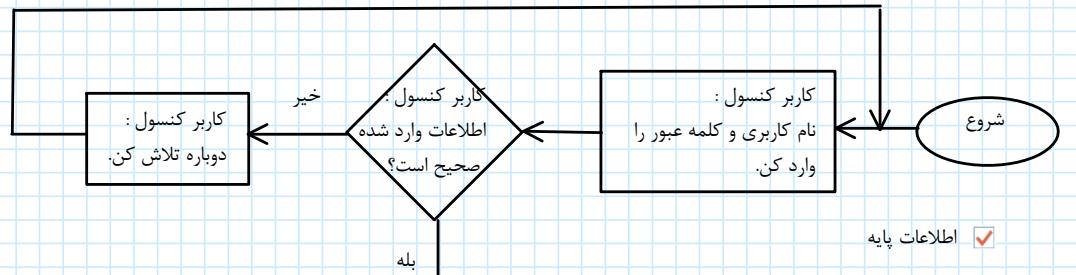 شروع
کاربر کنسول :
نام کاربری و کلمه عبور را
وارد کن.
کاربر کنسول :
اطلاعات وارد شده
صحیح است؟
خیر
کاربر کنسول :
دوباره تلاش کن.
بله
اطلاعات پایه